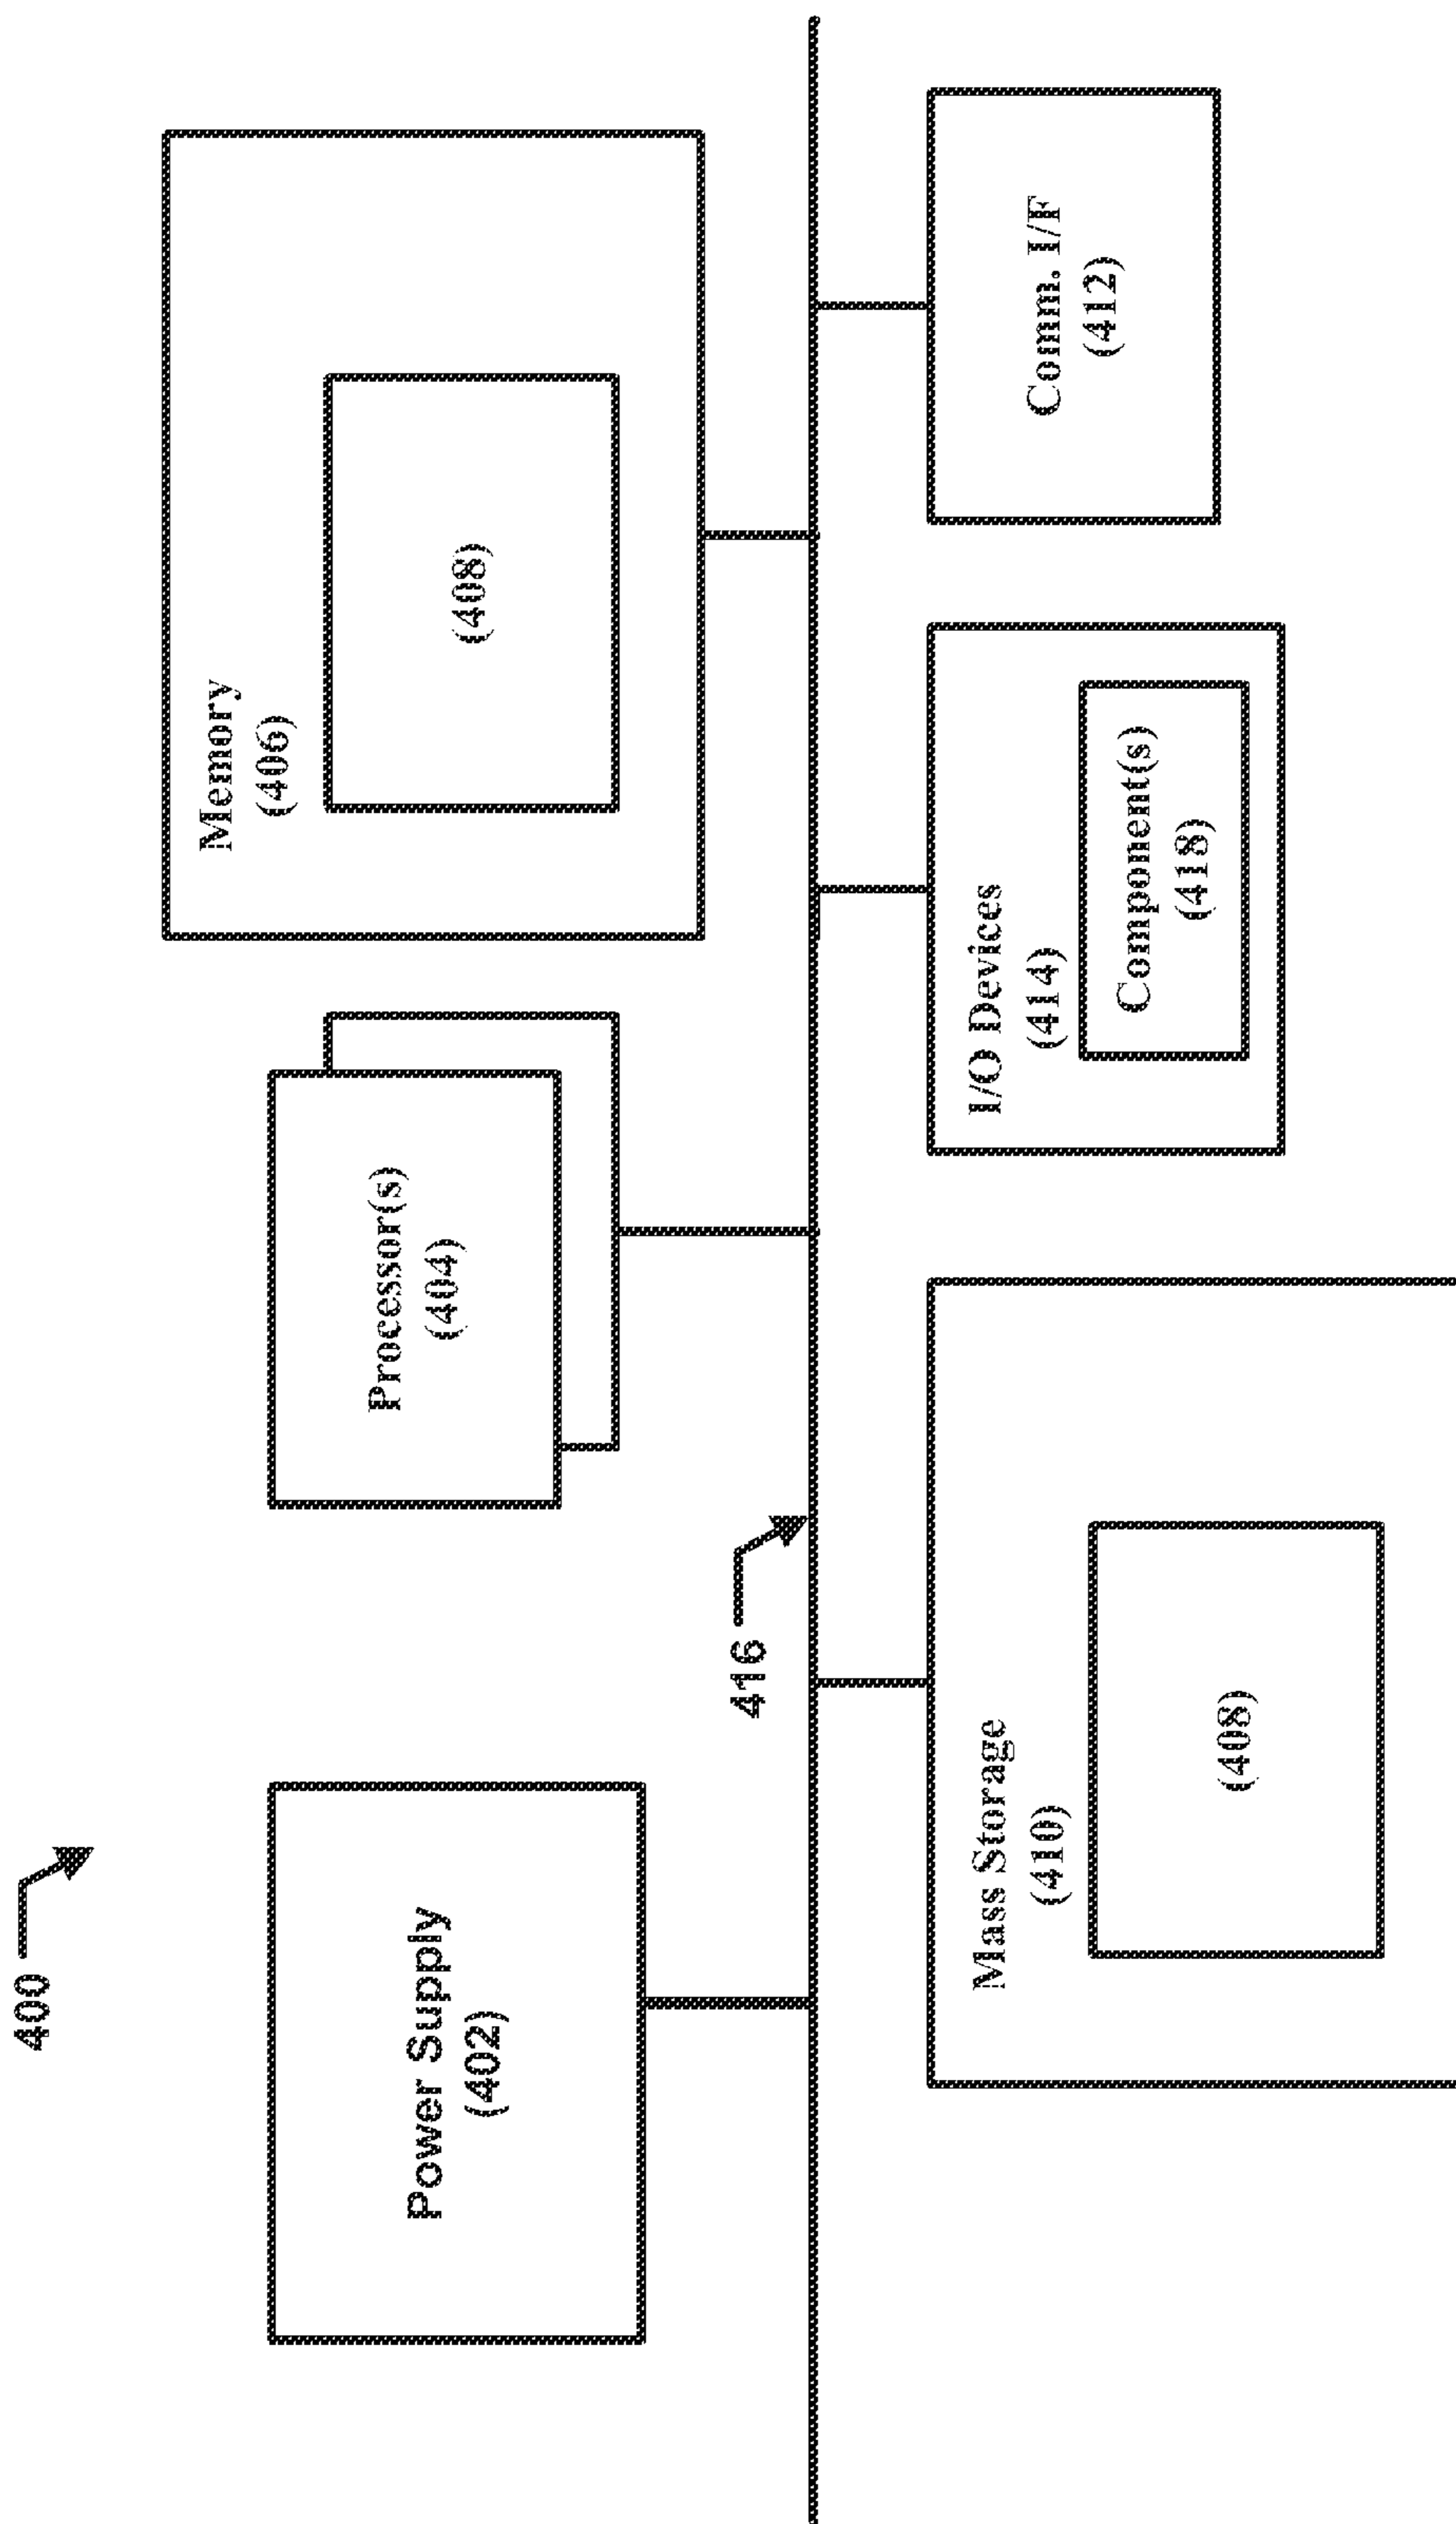 400
Power Supply
(402)
Processor(s)
(404)
Memory
(406)
(408)
416
Mass Storage
(410)
(408)
I/O Devices
(414)
Component(s)
(418)
Comm. I/F
(412)